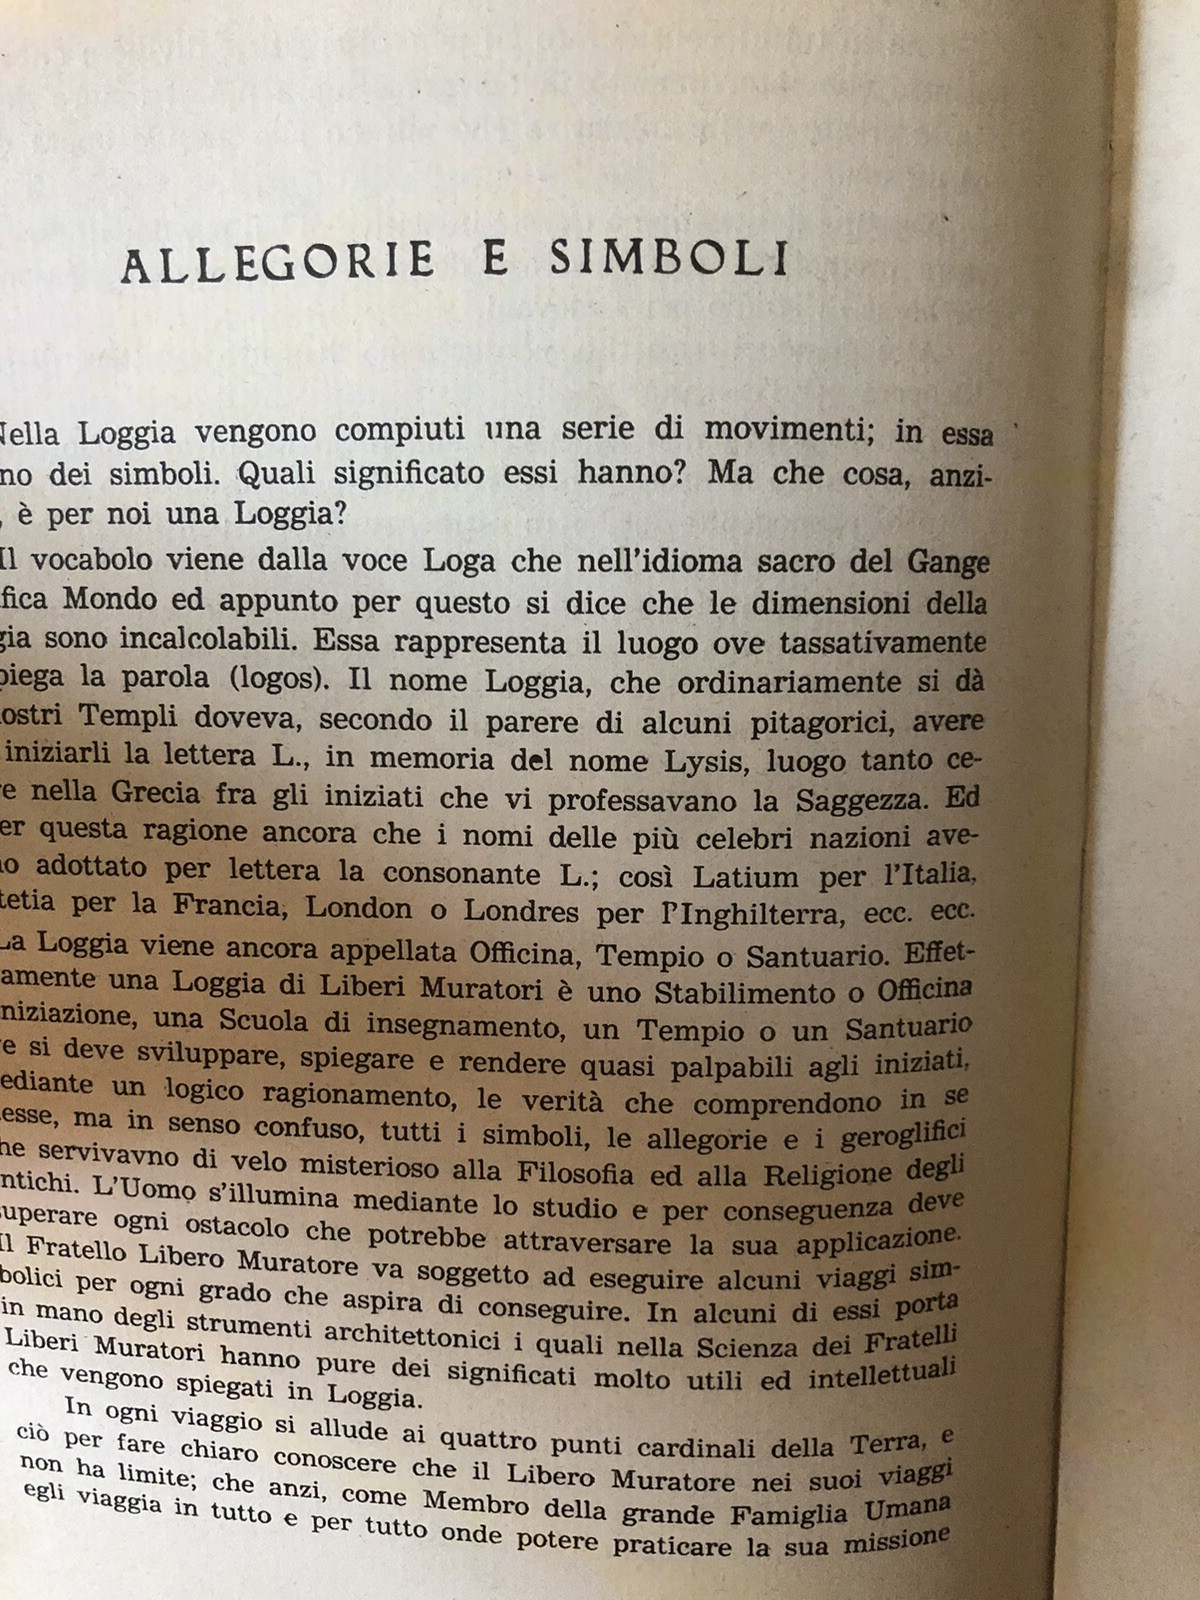 ALLEGORIE E SIMBOLI
Nella Loggia vengono compiuti una serie di movimenti; in essa
no dei simboli. Quali significato essi hanno? Ma che cosa, anzi-
, è per noi una Loggia?
Il vocabolo viene dalla voce Loga che nell'idioma sacro del Gange
fica Mondo ed appunto per questo si dice che le dimensioni della
gia sono incalcolabili. Essa rappresenta il luogo ove tassativamente
piega la parola (logos). Il nome Loggia, che ordinariamente si dà
ostri Templi doveva, secondo il parere di alcuni pitagorici, avere
iniziarli la lettera L., in memoria del nome Lysis, luogo tanto ce-
re nella Grecia fra gli iniziati che vi professavano la Saggezza. Ed
er questa ragione ancora che i nomi delle più celebri nazioni ave-
no adottato per lettera la consonante L.; così Latium per l'Italia,
tetia per la Francia, London o Londres per l'Inghilterra, ecc. ecc.
La Loggia viene ancora appellata Officina, Tempio o Santuario. Effet-
amente una Loggia di Liberi Muratori è uno Stabilimento o Officina
niziazione, una Scuola di insegnamento, un Tempio o un Santuario
e si deve sviluppare, spiegare e rendere quasi palpabili agli iniziati,
ediante un logico ragionamento, le verità che comprendono in se
esse, ma in senso confuso, tutti i simboli, le allegorie e i geroglifici
he servivavno di velo misterioso alla Filosofia ed alla Religione degli
ntichi. L'Uomo s'illumina mediante lo studio e per conseguenza deve
superare ogni ostacolo che potrebbe attraversare la sua applicazione.
Il Fratello Libero Muratore va soggetto ad eseguire alcuni viaggi sim-
bolici per ogni grado che aspira di conseguire. In alcuni di essi porta
in mano degli strumenti architettonici i quali nella Scienza dei Fratelli
Liberi Muratori hanno pure dei significati molto utili ed intellettuali
che vengono spiegati in Loggia.
In ogni viaggio si allude ai quattro punti cardinali della Terra, e
ciò per fare chiaro conoscere che il Libero Muratore nei suoi viaggi
non ha limite; che anzi, come Membro della grande Famiglia Umana
egli viaggia in tutto e per tutto onde potere praticare la sua missione